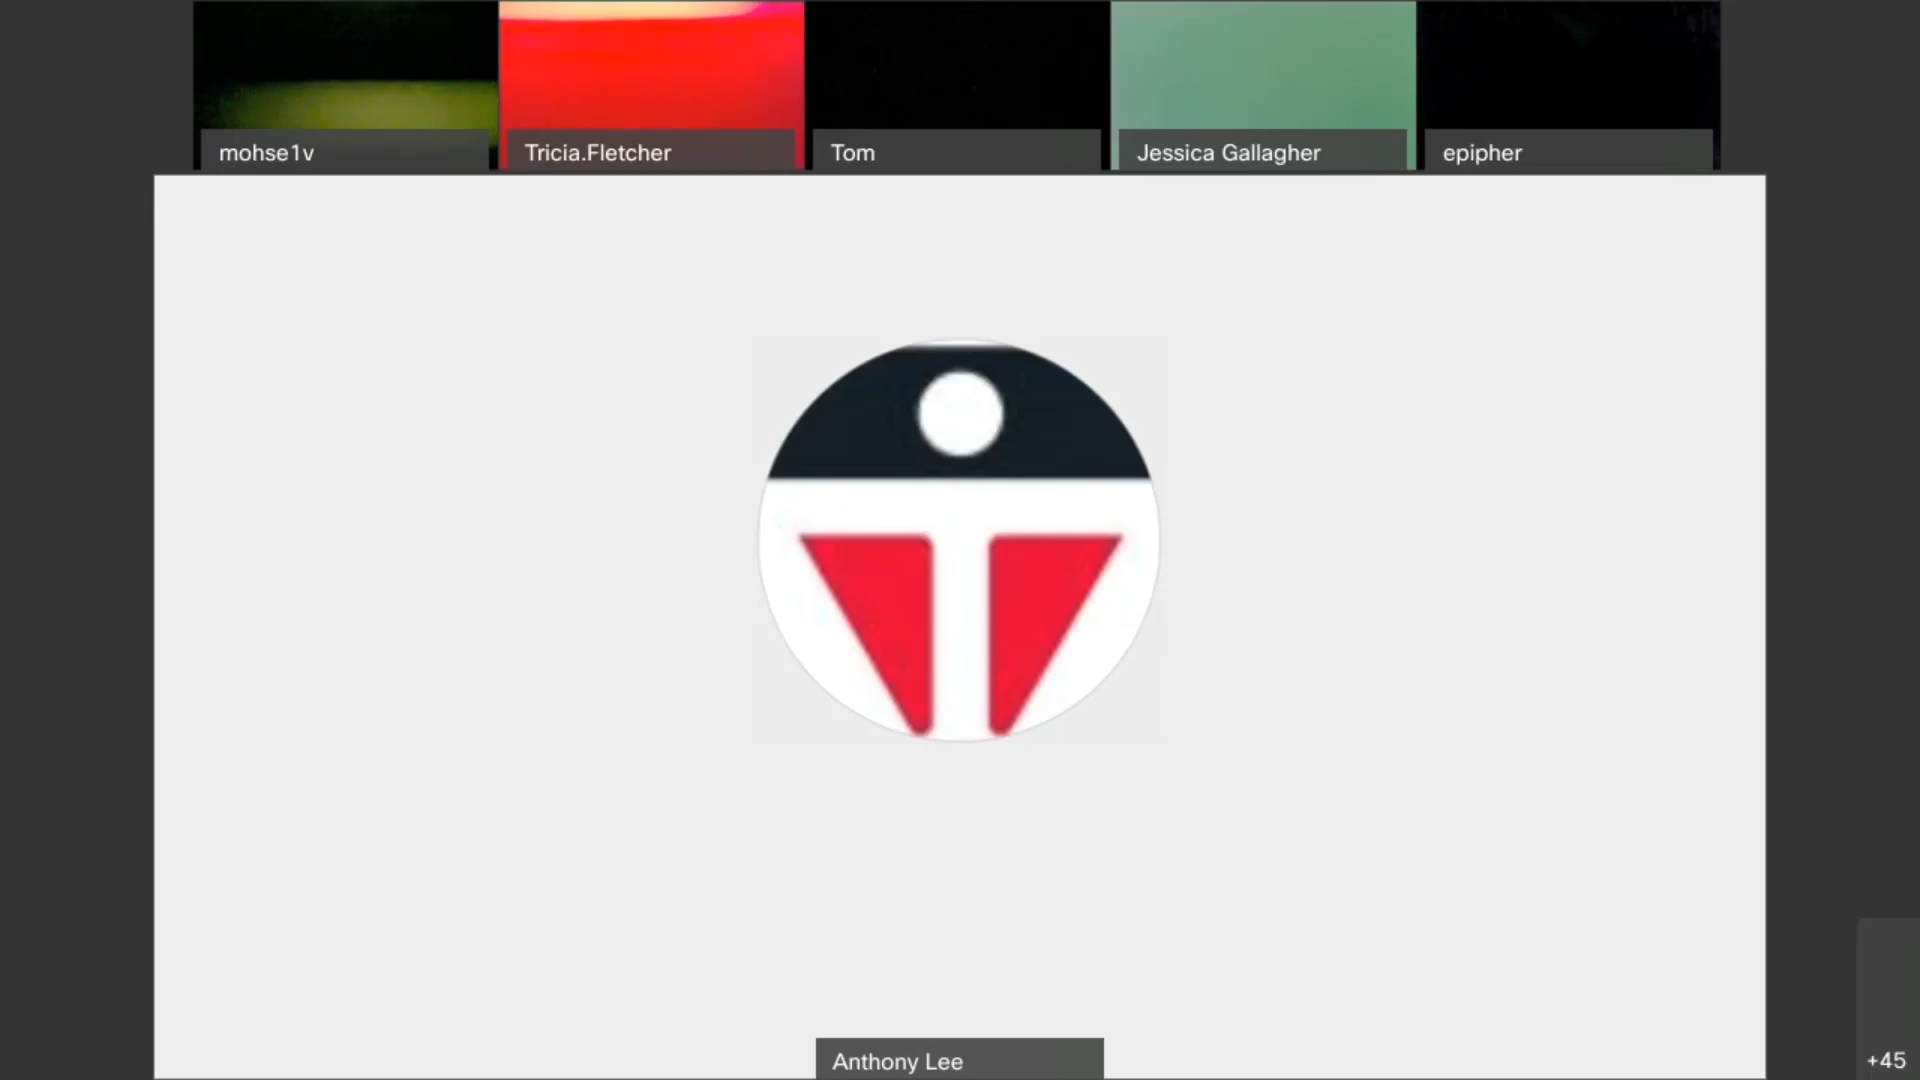 mohse1v
Tricia.Fletcher
Tom
Jessica Gallagher
epipher
Anthony Lee
+45